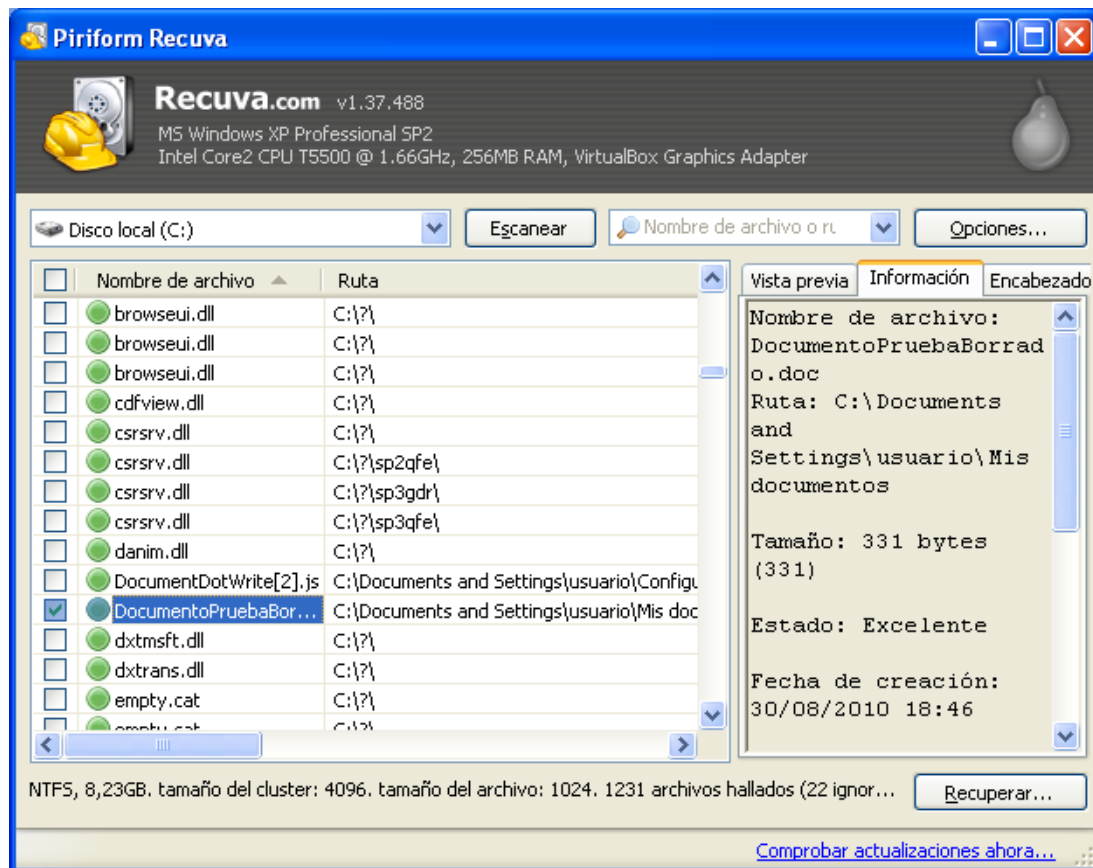 Piriform Recuva
Recuva.com v1.37.488
MS Windows XP Professional SP2
Intel Core2 CPU T5500 @ 1.66GHz, 256MB RAM, VirtualBox Graphics Adapter
Disco local (C:) Escanear Nombre de archivo o ru Opciones...
Nombre de archivo Ruta
browseui.dll C:\?\
browseui.dll C:\?\
browseui.dll C:\?\
cdfview.dll C:\?\
csrsrv.dll C:\?\
csrsrv.dll C:\?\sp2qfe\
csrsrv.dll C:\?\sp3gdr\
csrsrv.dll C:\?\sp3qfe\
danim.dll C:\?\
DocumentDotWrite[2].js C:\Documents and Settings\usuario\Configu
DocumentoPruebaBor... C:\Documents and Settings\usuario\Mis doc
dxtmsft.dll C:\?\
dxtrans.dll C:\?\
empty.cat C:\?\
empty.cat C:\?\
Vista previa Información Encabezado
Nombre de archivo:
DocumentoPruebaBorrad
o.doc
Ruta: C:\Documents
and
Settings\usuario\Mis
documentos
Tamaño: 331 bytes
(331)
Estado: Excelente
Fecha de creación:
30/08/2010 18:46
NTFS, 8,23GB. tamaño del cluster: 4096. tamaño del archivo: 1024. 1231 archivos hallados (22 ignor... Recuperar...
Comprobar actualizaciones ahora...